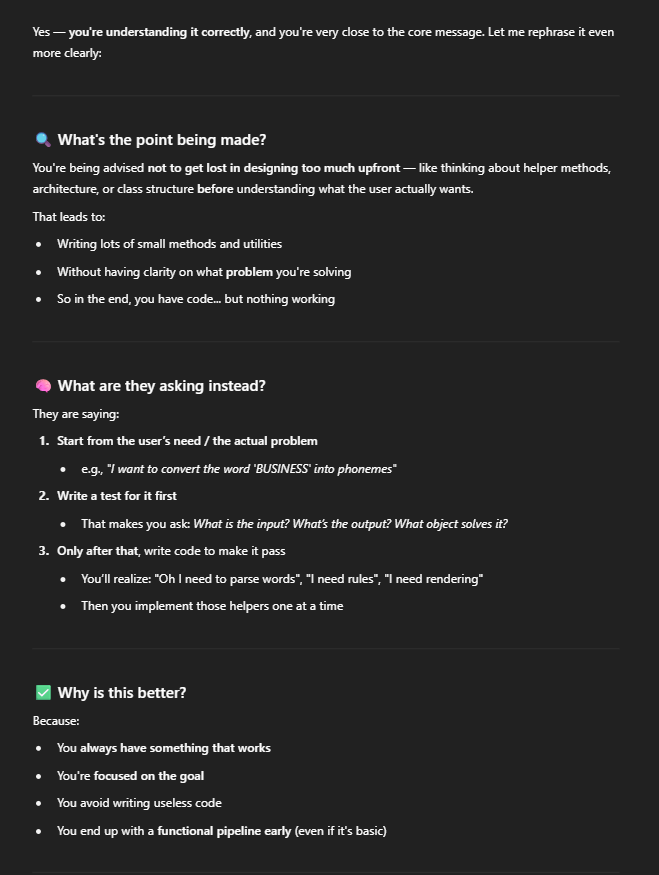 Yes — you're understanding it correctly, and you're very close to the core message. Let me rephrase it even
more clearly:
🔍 What's the point being made?
You're being advised not to get lost in designing too much upfront — like thinking about helper methods,
architecture, or class structure before understanding what the user actually wants.
That leads to:
• Writing lots of small methods and utilities
• Without having clarity on what problem you're solving
• So in the end, you have code... but nothing working
🧠 What are they asking instead?
They are saying:
1. Start from the user's need / the actual problem
• e.g., "I want to convert the word 'BUSINESS' into phonemes"
2. Write a test for it first
• That makes you ask: What is the input? What's the output? What object solves it?
3. Only after that, write code to make it pass
• You'll realize: "Oh I need to parse words", "I need rules", "I need rendering"
• Then you implement those helpers one at a time
✅ Why is this better?
Because:
• You always have something that works
• You're focused on the goal
• You avoid writing useless code
• You end up with a functional pipeline early (even if it's basic)